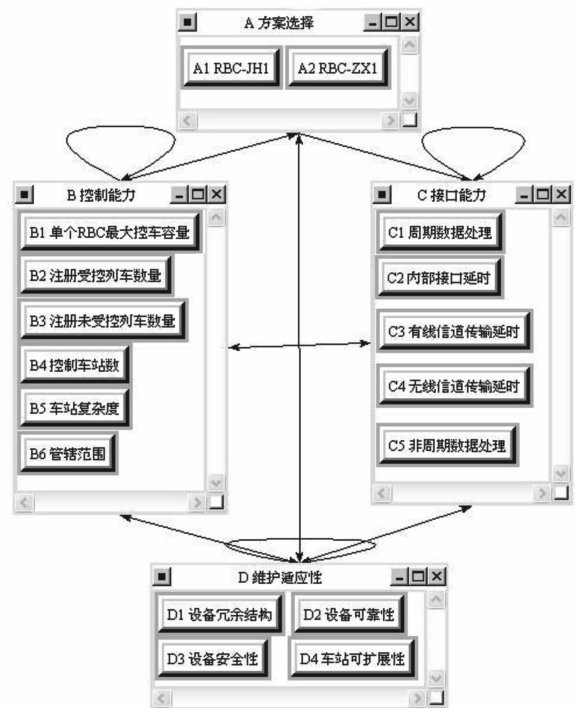 A 方案选择
A1 RBC-JH1
A2 RBC-ZX1
B 控制能力
B1 单个RBC最大控车容量
B2 注册受控列车数量
B3 注册未受控列车数量
B4 控制车站数
B5 车站复杂度
B6 管辖范围
C 接口能力
C1 周期数据处理
C2 内部接口延时
C3 有线信道传输延时
C4 无线信道传输延时
C5 非周期数据处理
D 维护适应性
D1 设备冗余结构
D2 设备可靠性
D3 设备安全性
D4 车站可扩展性